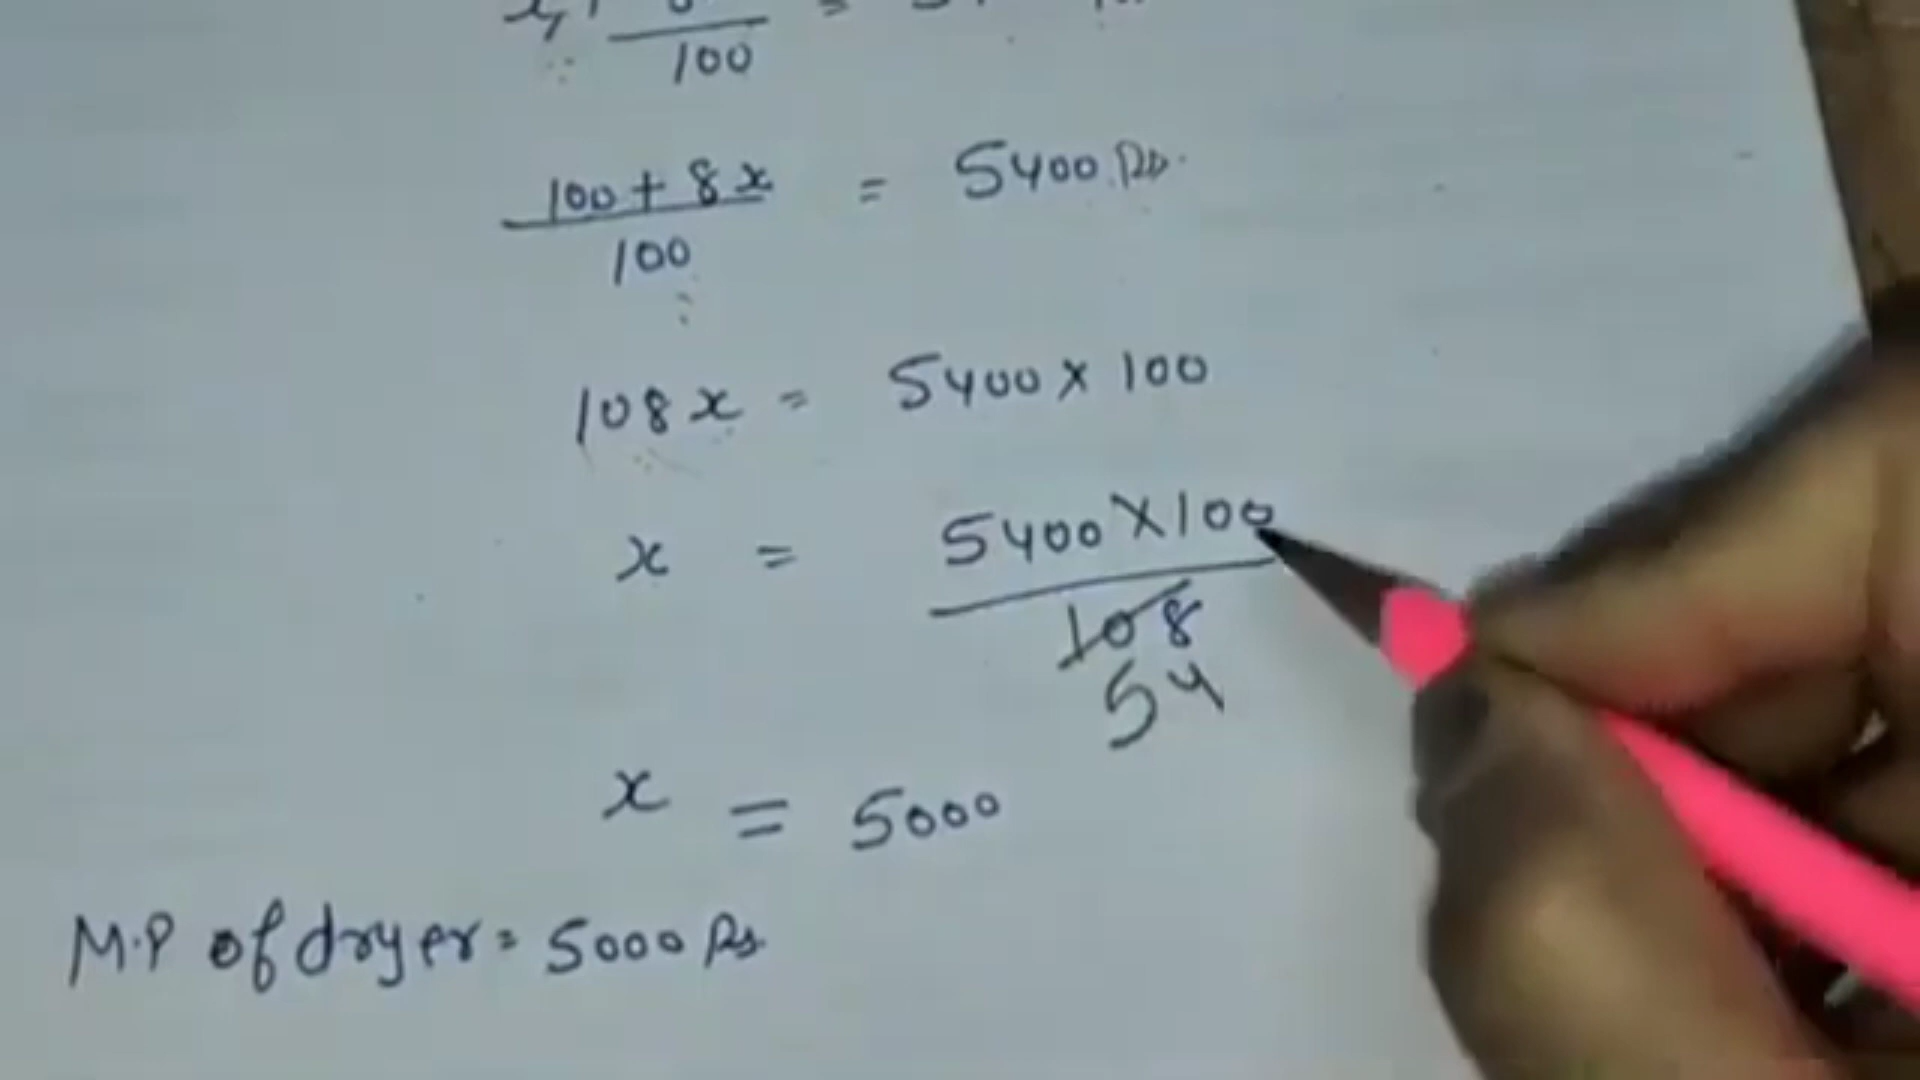 100
100 + 8x = 5400 Rs.
100
108x = 5400 x 100
x = 5400 X 100
108
54
x = 5000
M.P of dryer = 5000 Rs.